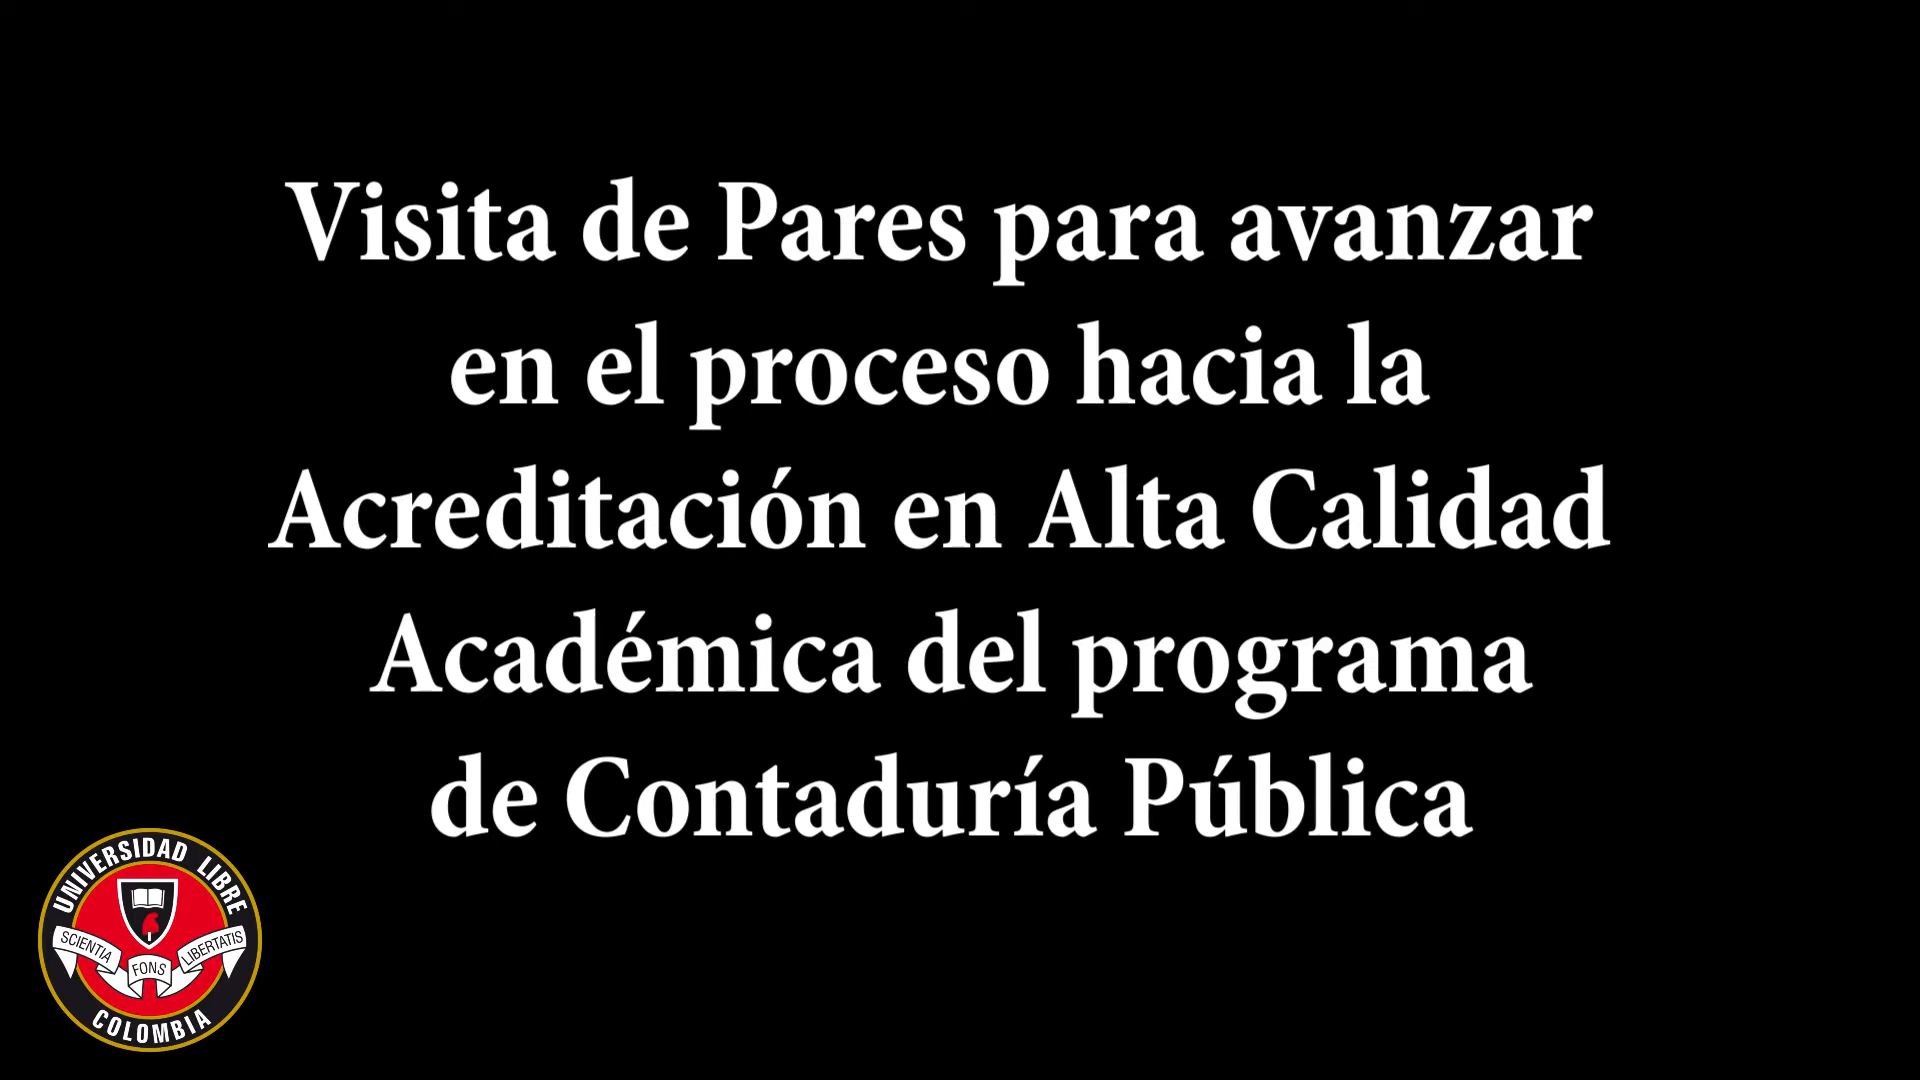 Visita de Pares para avanzar
en el proceso hacia la
Acreditación en Alta Calidad
Académica del programa
de Contaduría Pública
UNIVERSIDAD LIBRE
SCIENTIA FONS LIBERTATIS
COLOMBIA